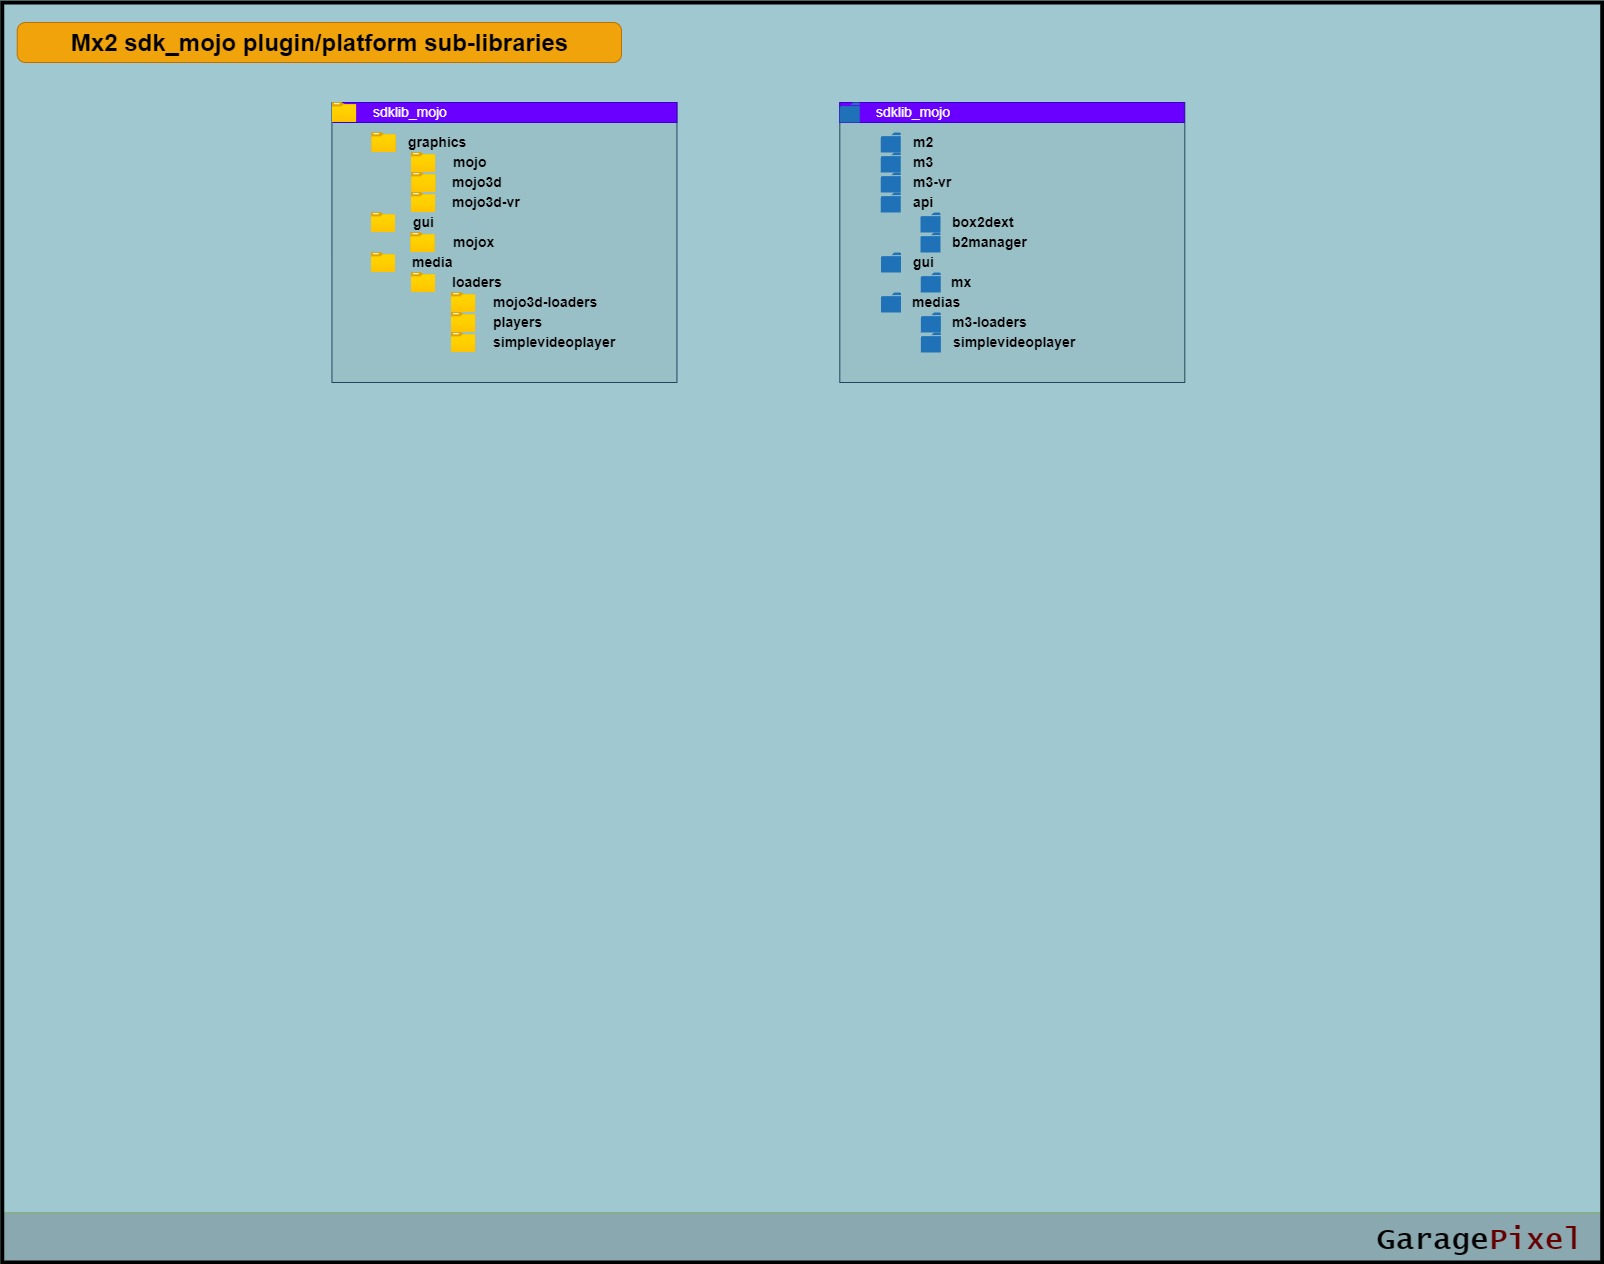 Mx2 sdk_mojo plugin/platform sub-libraries
sdklib_mojo
graphics
mojo
mojo3d
mojo3d-vr
gui
mojox
media
loaders
mojo3d-loaders
players
simplevideoplayer
sdklib_mojo
m2
m3
m3-vr
api
box2dext
b2manager
gui
mx
medias
m3-loaders
simplevideoplayer
GaragePixel